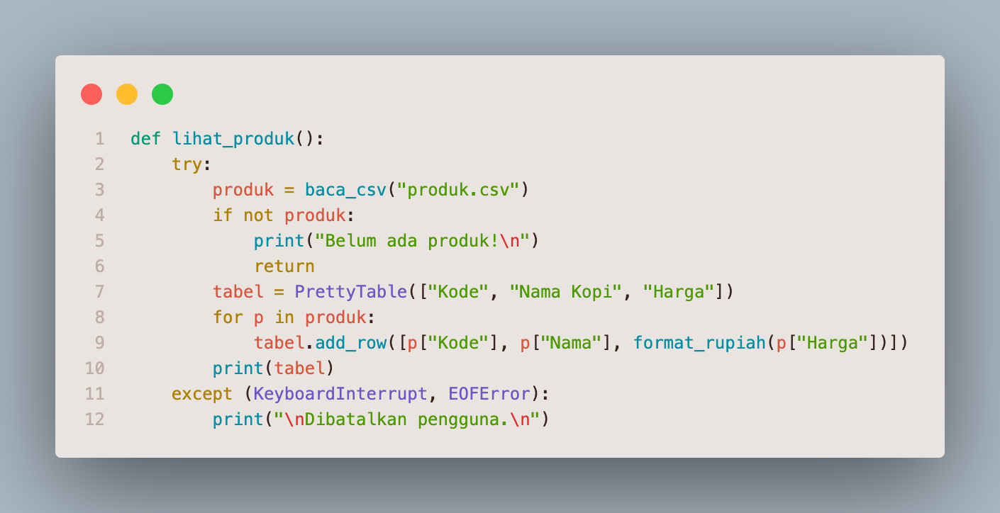 1 def lihat_produk():
2     try:
3         produk = baca_csv("produk.csv")
4         if not produk:
5             print("Belum ada produk!\n")
6             return
7         tabel = PrettyTable(["Kode", "Nama Kopi", "Harga"])
8         for p in produk:
9             tabel.add_row([p["Kode"], p["Nama"], format_rupiah(p["Harga"])])
10         print(tabel)
11     except (KeyboardInterrupt, EOFError):
12         print("\nDibatalkan pengguna.\n")